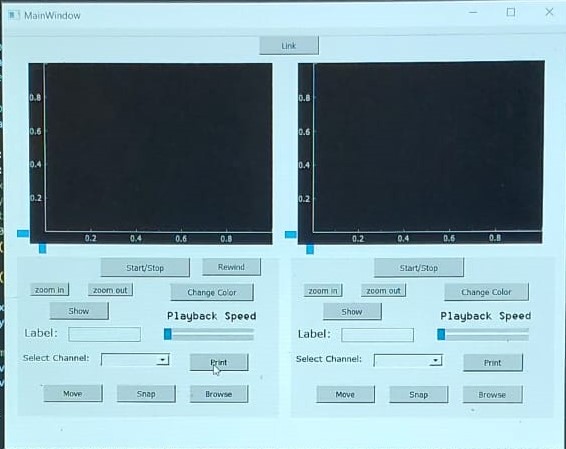 MainWindow
Link
0.8
0.6
0.4
0.2
0.2 0.4 0.6 0.8
0.8
0.6
0.4
0.2
0.2 0.4 0.6 0.8
Start/Stop Rewind
zoom in zoom out Change Color
Show Playback Speed
Label:
Select Channel: Print
Move Snap Browse
Start/Stop
zoom in zoom out Change Color
Show Playback Speed
Label:
Select Channel: Print
Move Snap Browse